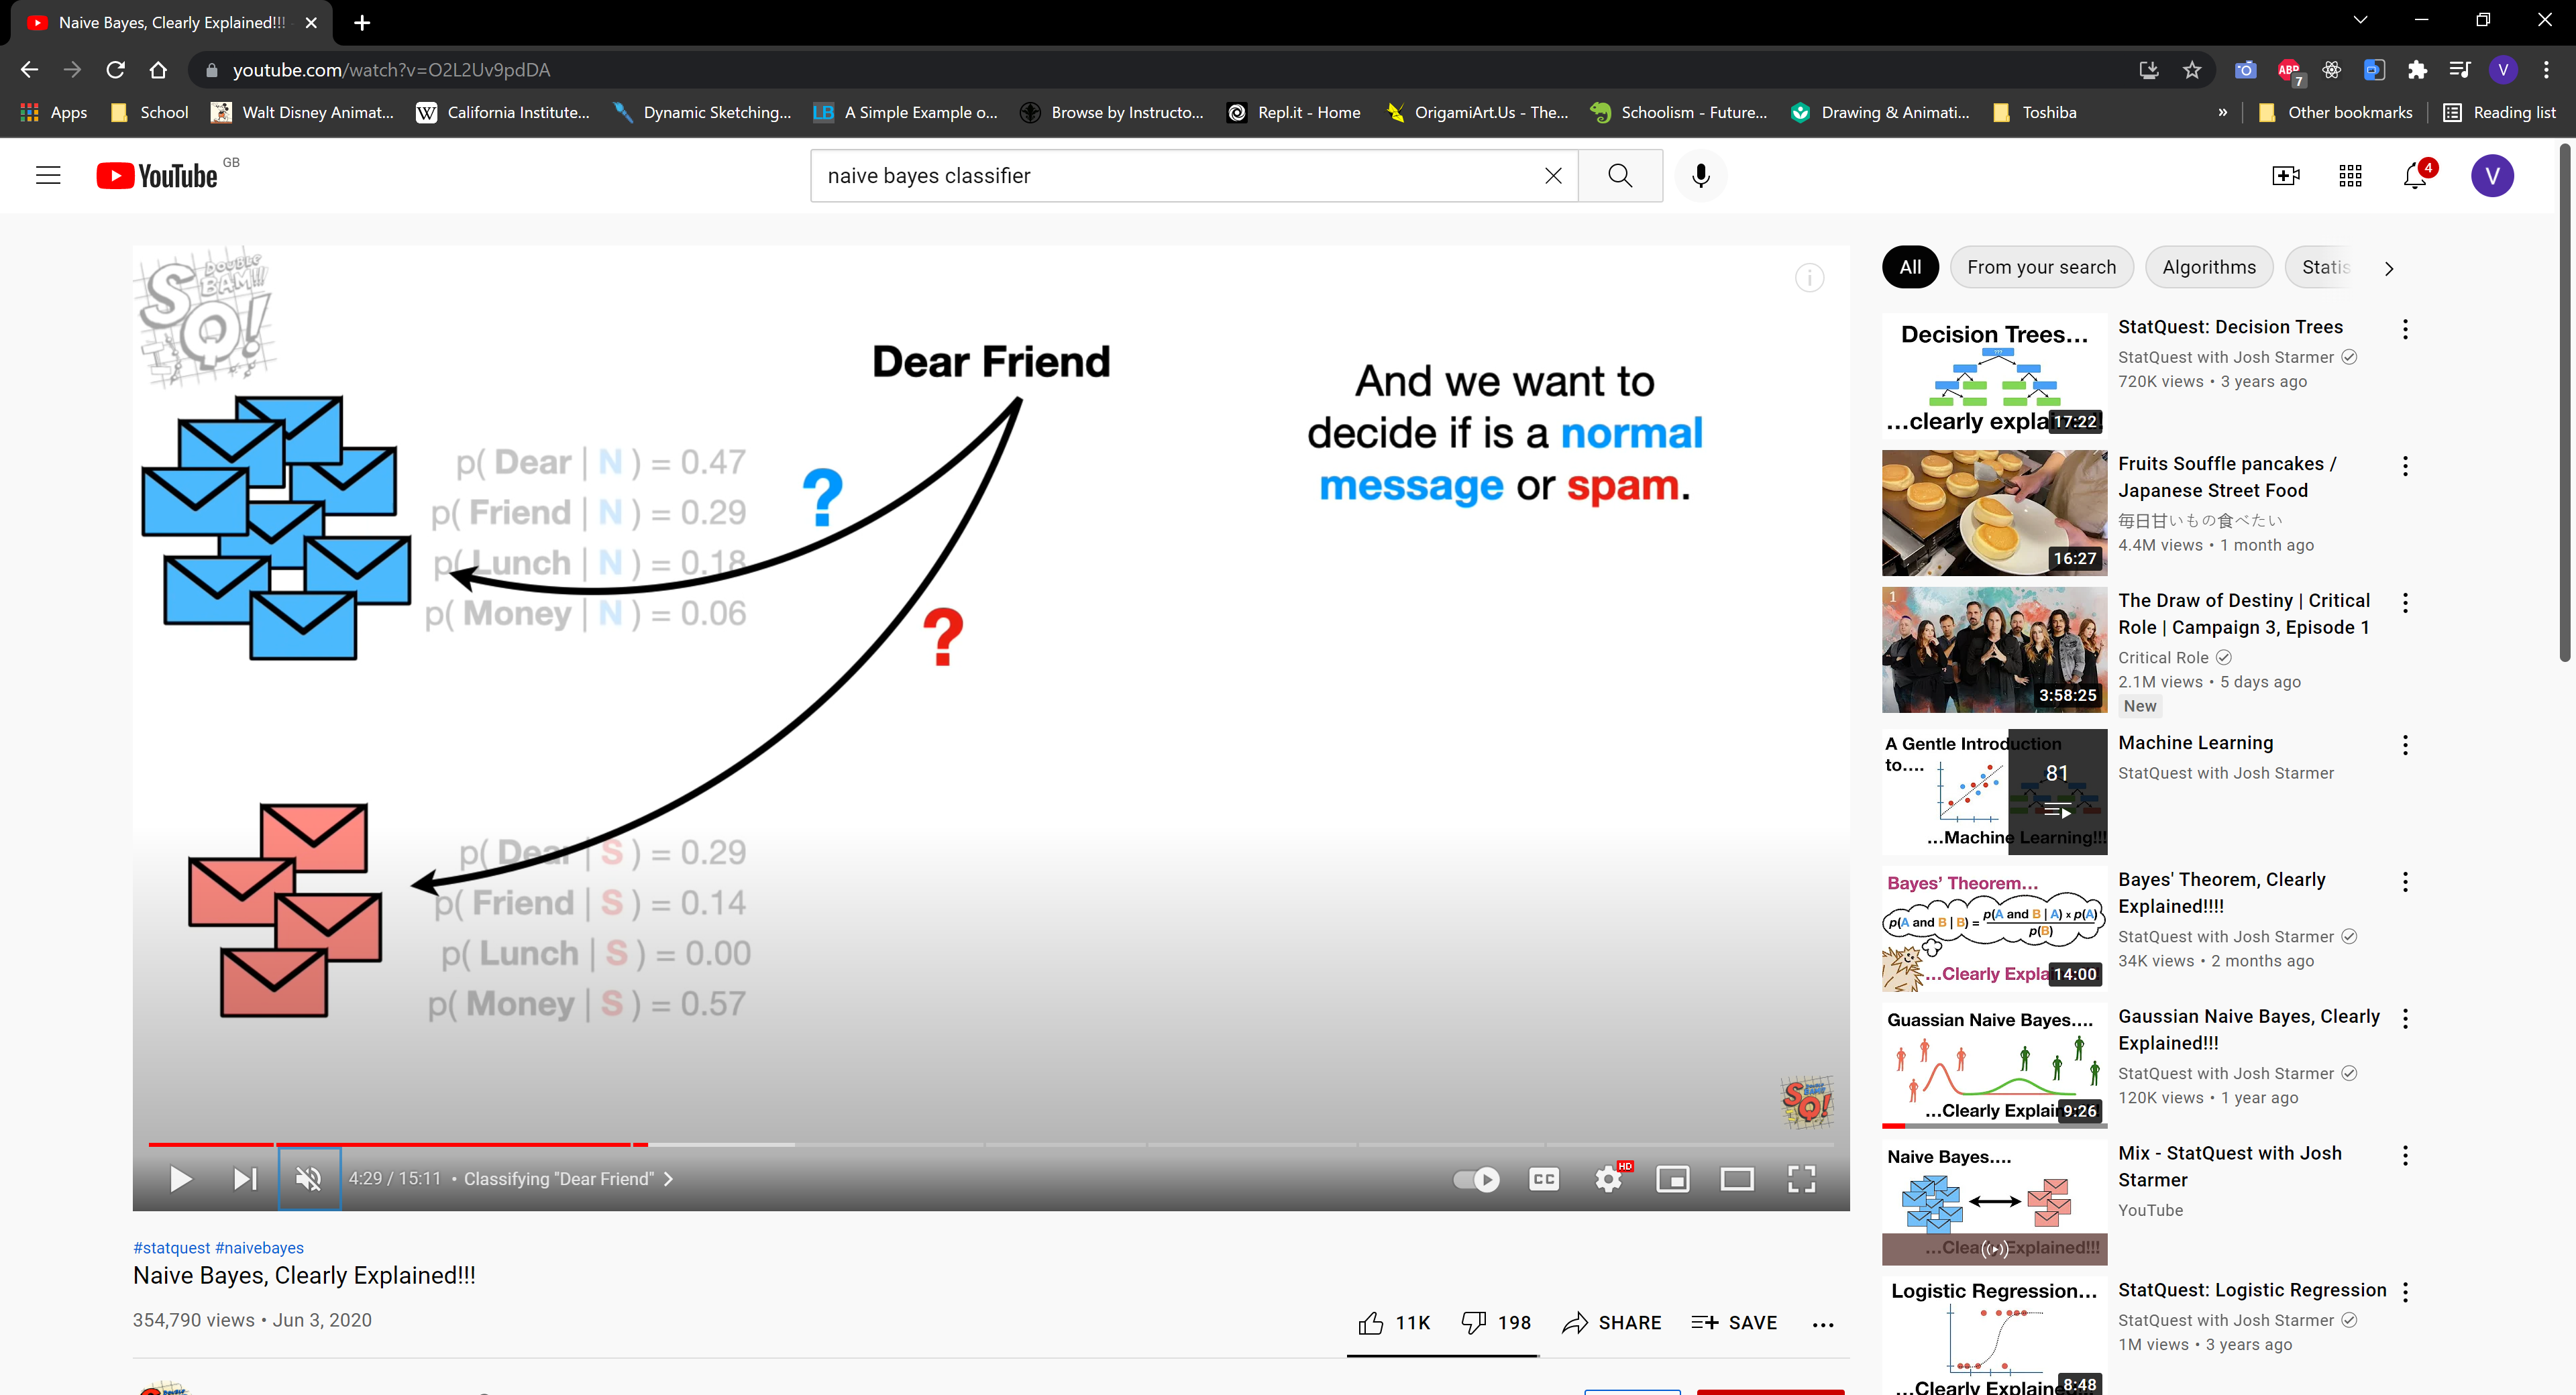 Naive Bayes, Clearly Explained!!!
youtube.com/watch?v=O2L2Uv9pdDA
ABP
7
V
Apps
School
Walt Disney Animat...
California Institute...
Dynamic Sketching...
LB
A Simple Example o...
Browse by Instructo...
Repl.it - Home
OrigamiArt.Us - The...
Schoolism - Future...
Drawing & Animati...
Toshiba
»
Other bookmarks
Reading list
YouTube GB
naive bayes classifier
4
V
DOUBLE BAM!!!
SQ!
Dear Friend
And we want to
decide if is a normal
message or spam.
p( Dear | N ) = 0.47
p( Friend | N ) = 0.29
p( Lunch | N ) = 0.18
p( Money | N ) = 0.06
?
?
p( Dear | S ) = 0.29
p( Friend | S ) = 0.14
p( Lunch | S ) = 0.00
p( Money | S ) = 0.57
DOUBLE BAM!!!
SQ!
4:29 / 15:11 • Classifying "Dear Friend"
CC
HD
#statquest #naivebayes
Naive Bayes, Clearly Explained!!!
354,790 views • Jun 3, 2020
11K
198
SHARE
SAVE
All
From your search
Algorithms
Statis
Decision Trees...
...clearly expla
17:22
StatQuest: Decision Trees
StatQuest with Josh Starmer
720K views • 3 years ago
16:27
Fruits Souffle pancakes /
Japanese Street Food
毎日甘いもの食べたい
4.4M views • 1 month ago
1
3:58:25
The Draw of Destiny | Critical
Role | Campaign 3, Episode 1
Critical Role
2.1M views • 5 days ago
New
A Gentle Introduction
to....
81
...Machine Learning!!!
Machine Learning
StatQuest with Josh Starmer
Bayes' Theorem...
p(A and B | B) = p(A and B | A) x p(A)
p(B)
...Clearly Expla
14:00
Bayes' Theorem, Clearly
Explained!!!!
StatQuest with Josh Starmer
34K views • 2 months ago
Guassian Naive Bayes....
...Clearly Explain
9:26
Gaussian Naive Bayes, Clearly
Explained!!!
StatQuest with Josh Starmer
120K views • 1 year ago
Naive Bayes....
...Clearly Explained!!!
Mix - StatQuest with Josh
Starmer
YouTube
Logistic Regression...
...Clearly Explaine
8:48
StatQuest: Logistic Regression
StatQuest with Josh Starmer
1M views • 3 years ago